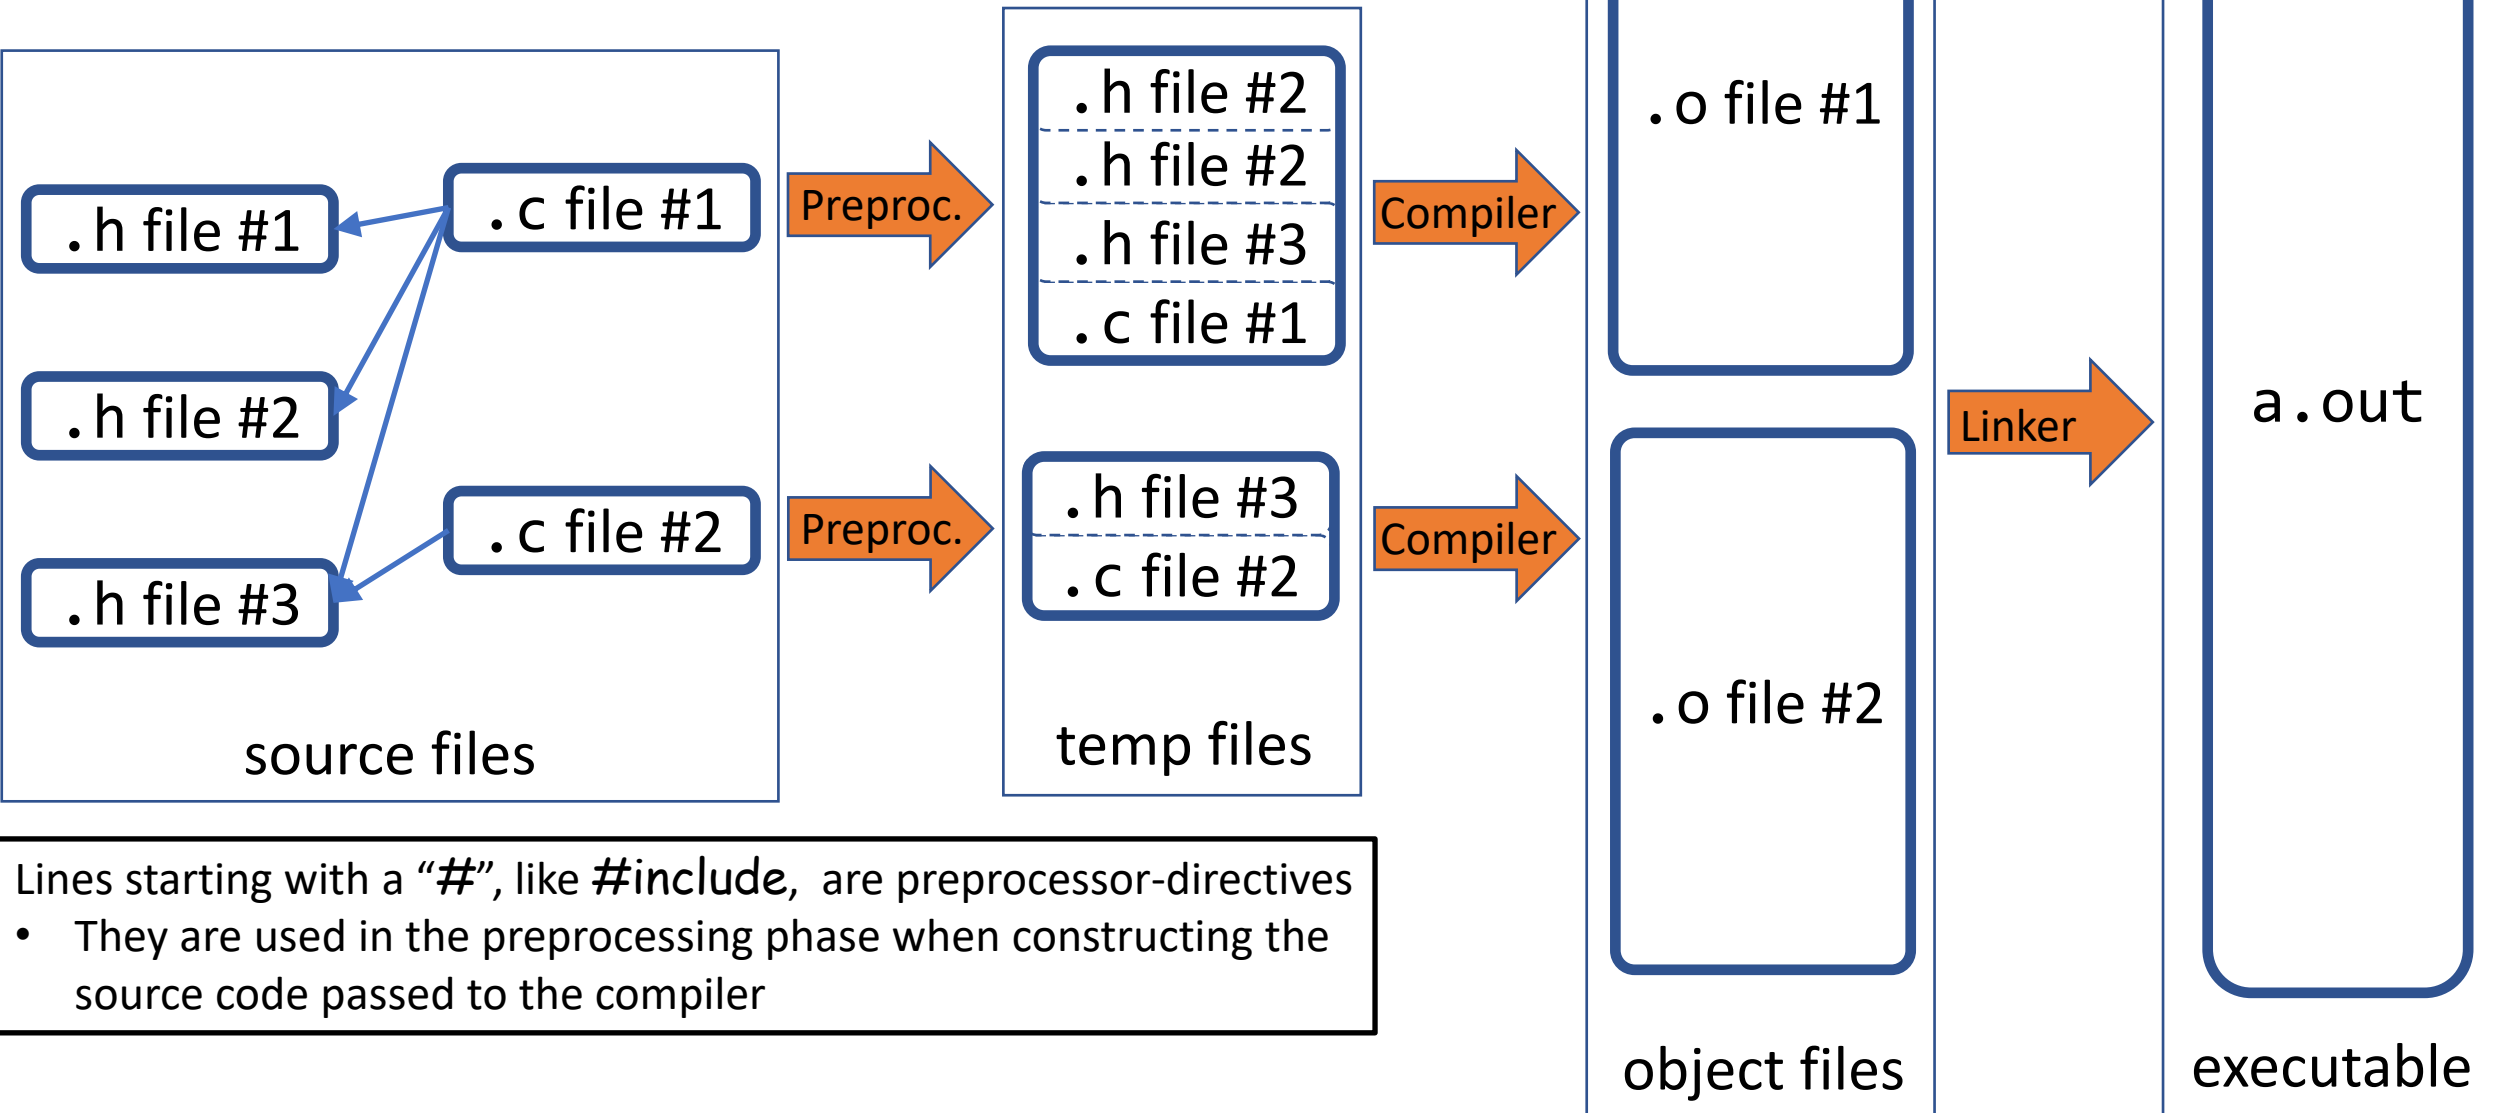 .h file #1
.h file #2
.h file #3
.c file #1
.c file #2
source files
Preproc.
Preproc.
.h file #2
.h file #2
.h file #3
.c file #1
.h file #3
.c file #2
temp files
Compiler
Compiler
.o file #1
.o file #2
object files
Linker
a.out
executable
Lines starting with a “#”, like #include, are preprocessor-directives
• They are used in the preprocessing phase when constructing the
source code passed to the compiler